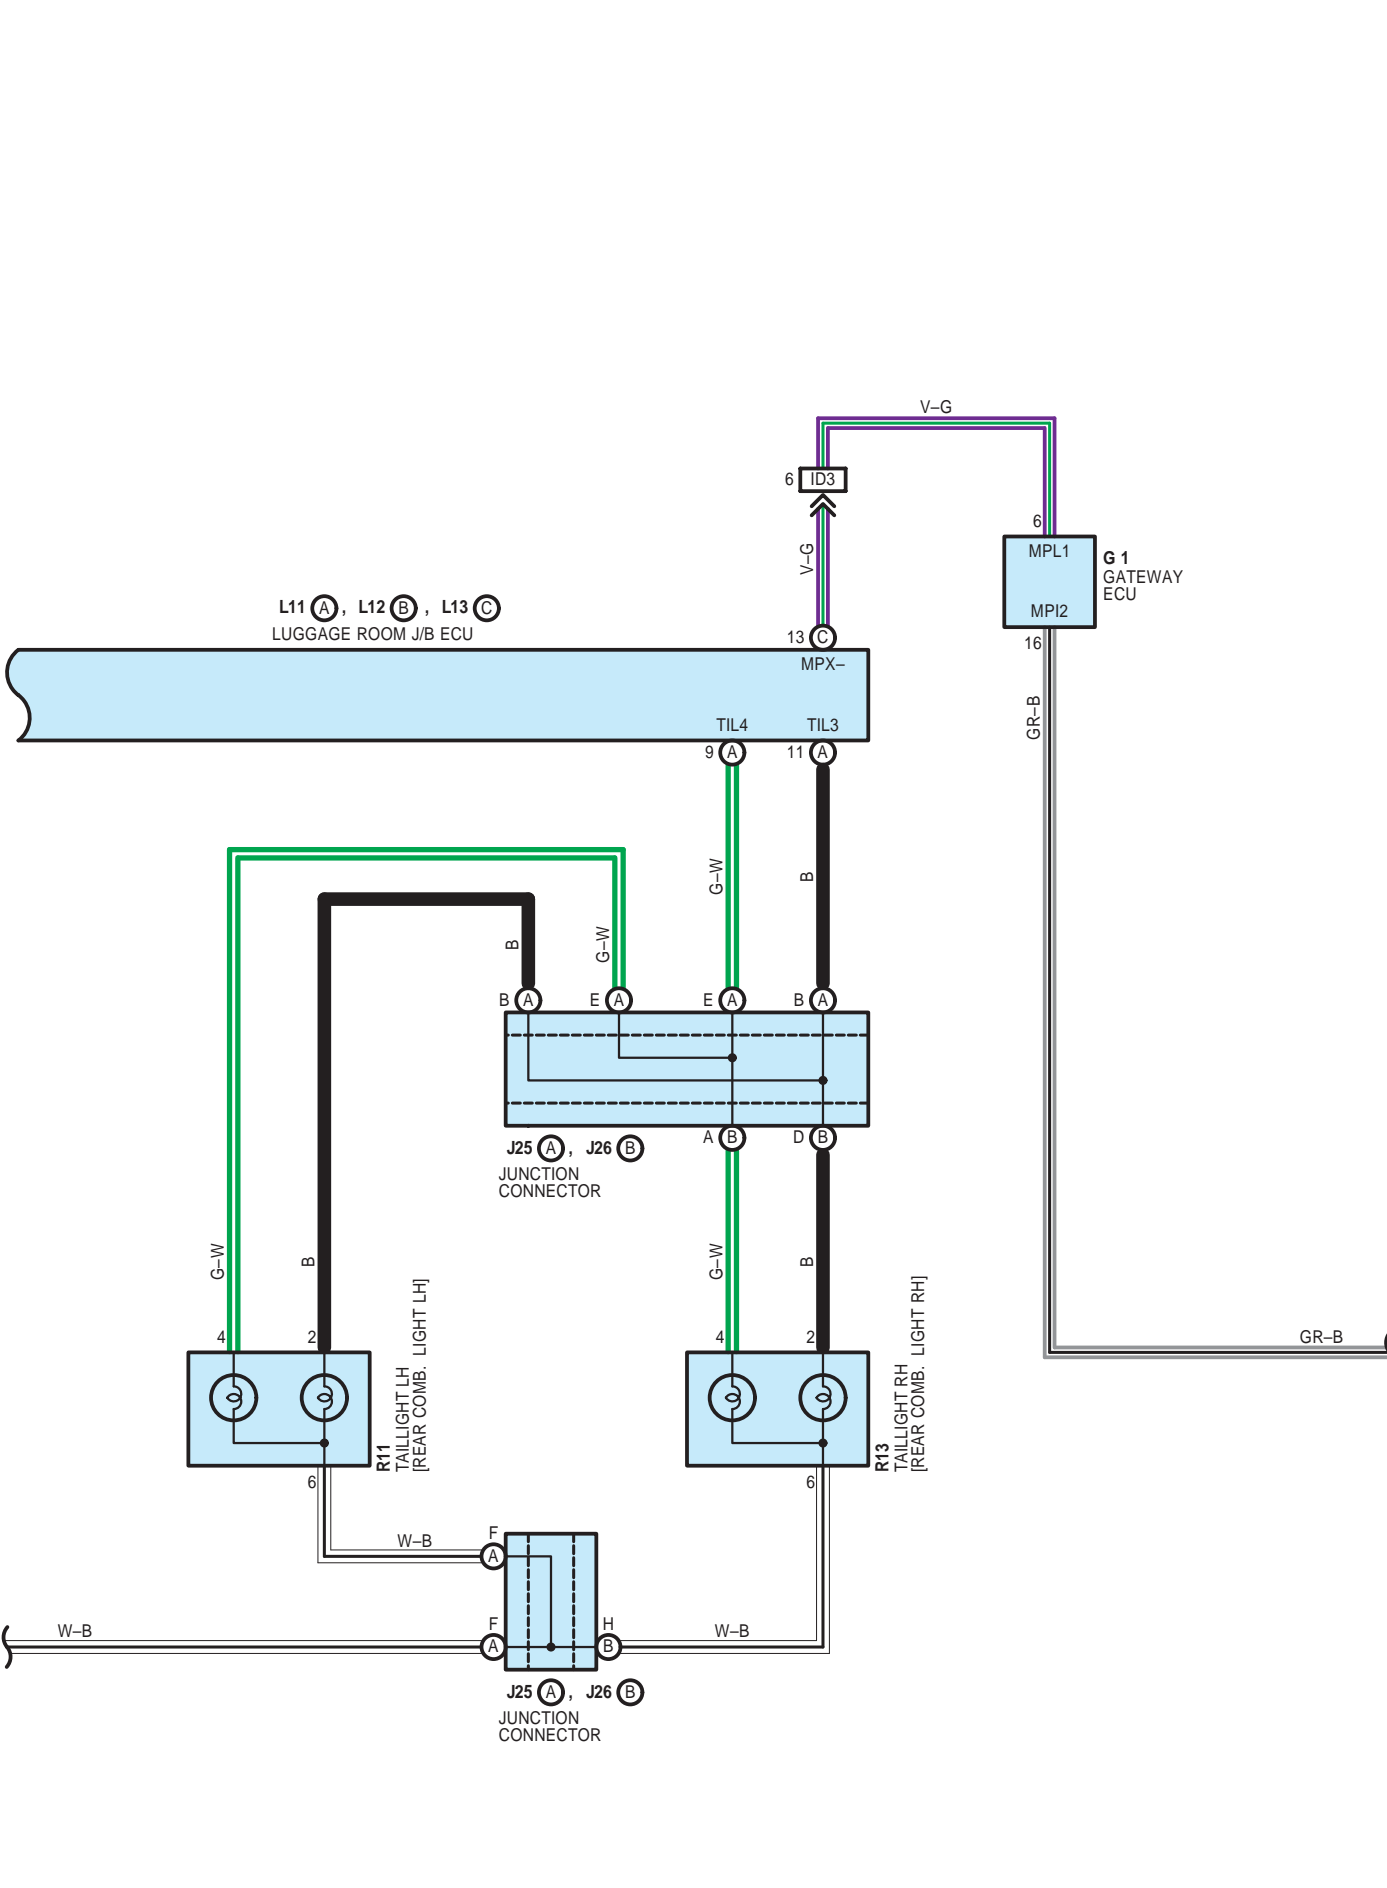 V–G
6 ID3
V–G
6
MPL1
G 1
GATEWAY
ECU
MPI2
16
GR–B
L11 A , L12 B , L13 C
LUGGAGE ROOM J/B ECU
13 C
MPX–
TIL4
TIL3
9 A
11 A
G–W
B
B
G–W
B A
E A
E A
B A
A B
D B
J25 A , J26 B
JUNCTION
CONNECTOR
G–W
B
G–W
B
4
2
4
2
R11
TAILLIGHT LH
[REAR COMB. LIGHT LH]
R13
TAILLIGHT RH
[REAR COMB. LIGHT RH]
GR–B
6
6
W–B
F
A
W–B
F
A
H
B
W–B
J25 A , J26 B
JUNCTION
CONNECTOR